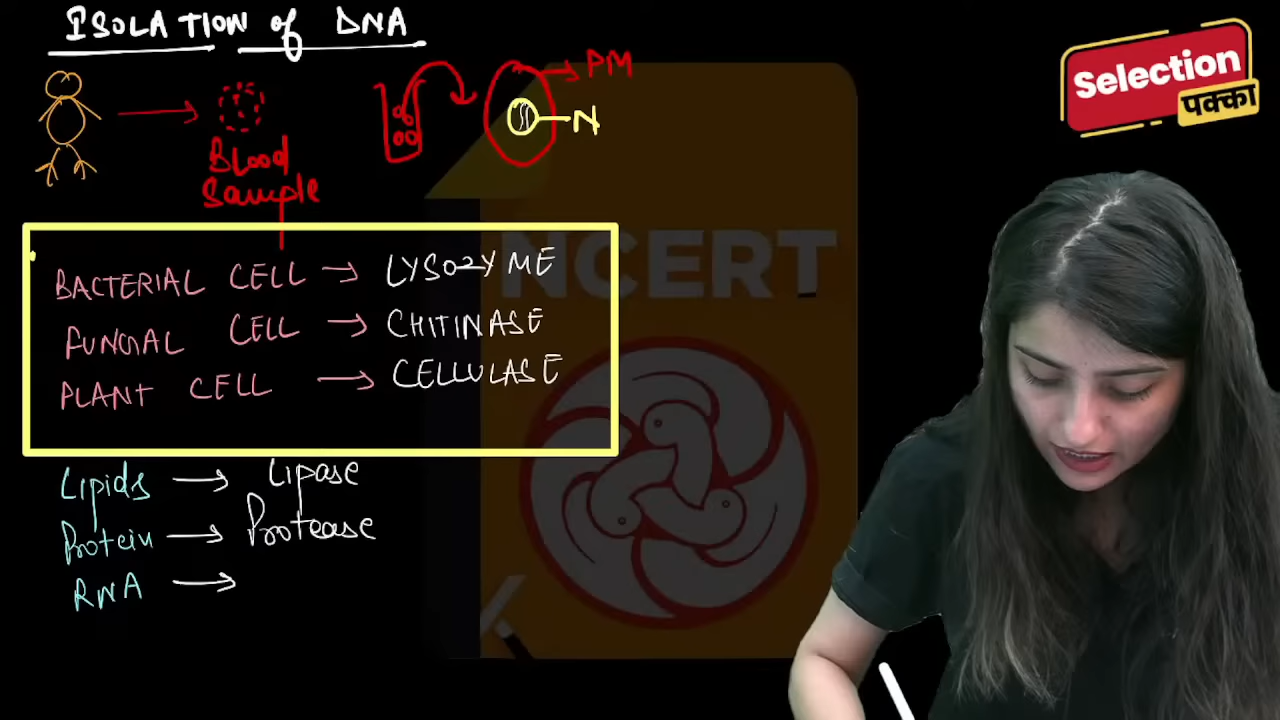 ISOLATION of DNA
PM
N
Blood
Sample
Selection
पक्का
NCERT
BACTERIAL CELL → LYSOZYME
FUNGAL CELL → CHITINASE
PLANT CELL → CELLULASE
Lipids → Lipase
Protein → Protease
RNA →